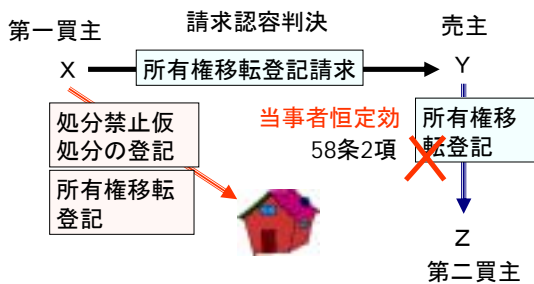 請求認容判決
第一買主
売主
X
所有権移転登記請求
Y
処分禁止仮
処分の登記
当事者恒定効
58条2項
所有権移
転登記
所有権移転
登記
Z
第二買主